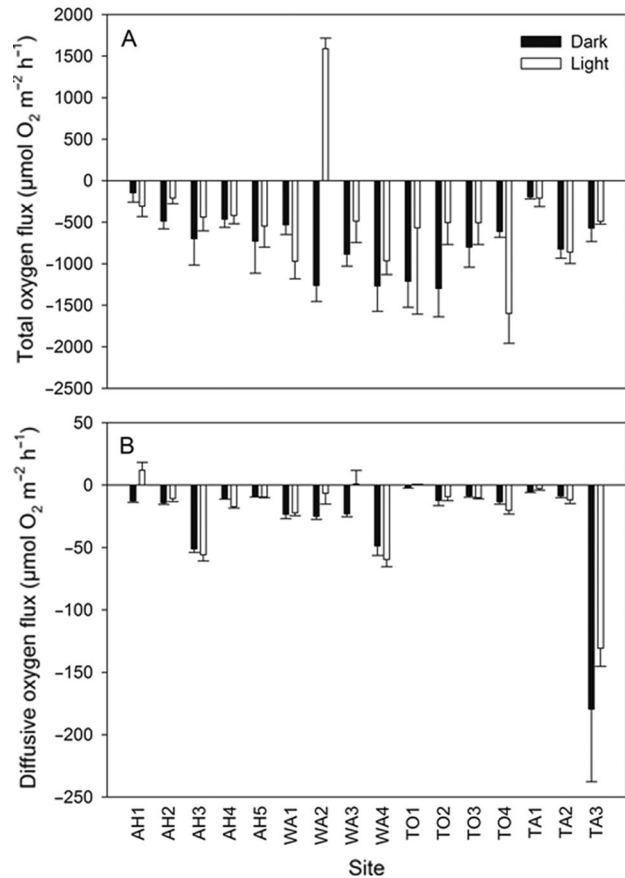 A
Dark
Light
Total oxygen flux (μmol O₂ m⁻² h⁻¹)
2000
1500
1000
500
0
−500
−1000
−1500
−2000
−2500
B
Diffusive oxygen flux (μmol O₂ m⁻² h⁻¹)
50
0
−50
−100
−150
−200
−250
AH1
AH2
AH3
AH4
AH5
WA1
WA2
WA3
WA4
TO1
TO2
TO3
TO4
TA1
TA2
TA3
Site